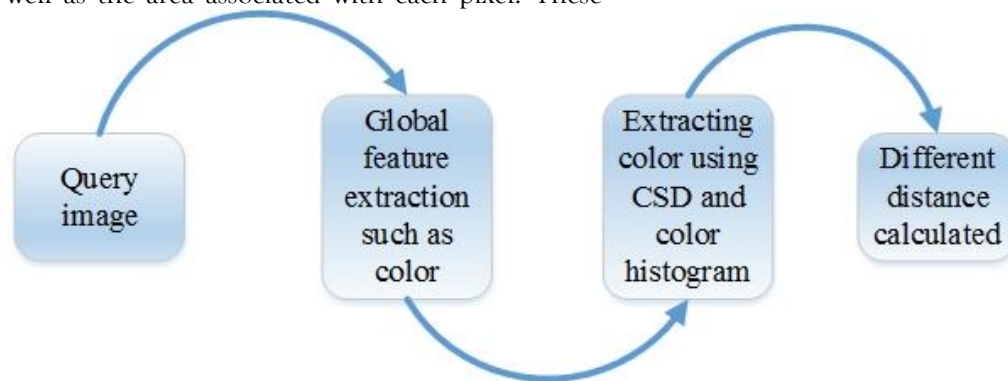 well as the area associated with each pixel. These
Query
image
Global
feature
extraction
such as
color
Extracting
color using
CSD and
color
histogram
Different
distance
calculated